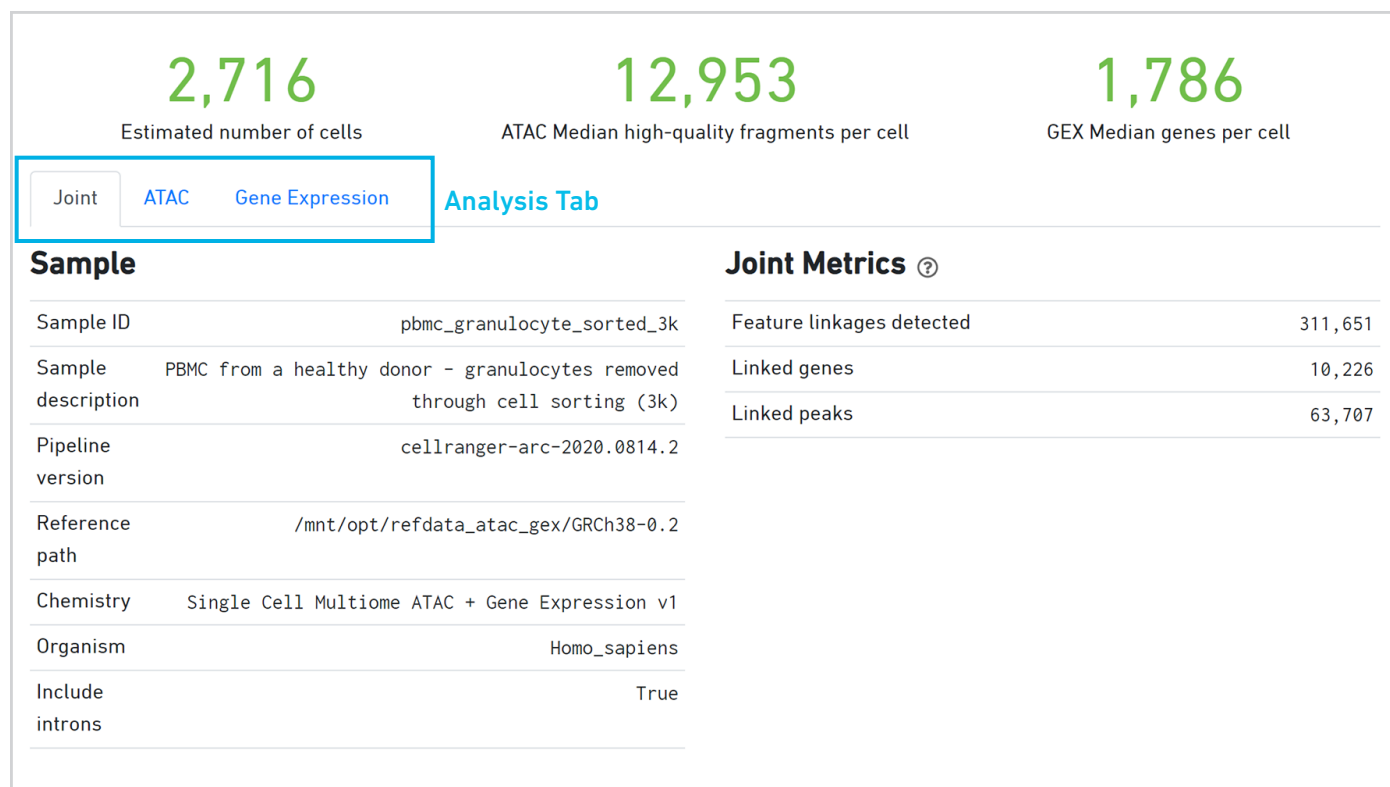 2,716
Estimated number of cells
12,953
ATAC Median high-quality fragments per cell
1,786
GEX Median genes per cell
Joint
ATAC
Gene Expression
Analysis Tab
Sample
Sample ID
pbmc_granulocyte_sorted_3k
Sample
description
PBMC from a healthy donor - granulocytes removed
through cell sorting (3k)
Pipeline
version
cellranger-arc-2020.0814.2
Reference
path
/mnt/opt/refdata_atac_gex/GRCh38-0.2
Chemistry
Single Cell Multiome ATAC + Gene Expression v1
Organism
Homo_sapiens
Include
introns
True
Joint Metrics ?
Feature linkages detected
311,651
Linked genes
10,226
Linked peaks
63,707